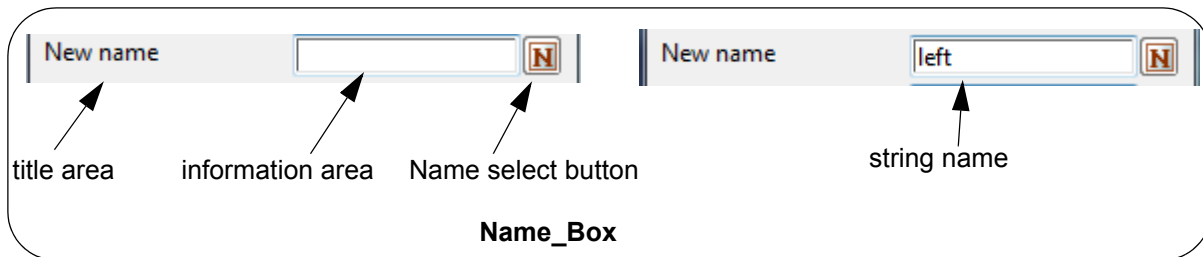 New name
N
New name
left
N
title area
information area
Name select button
string name
Name_Box